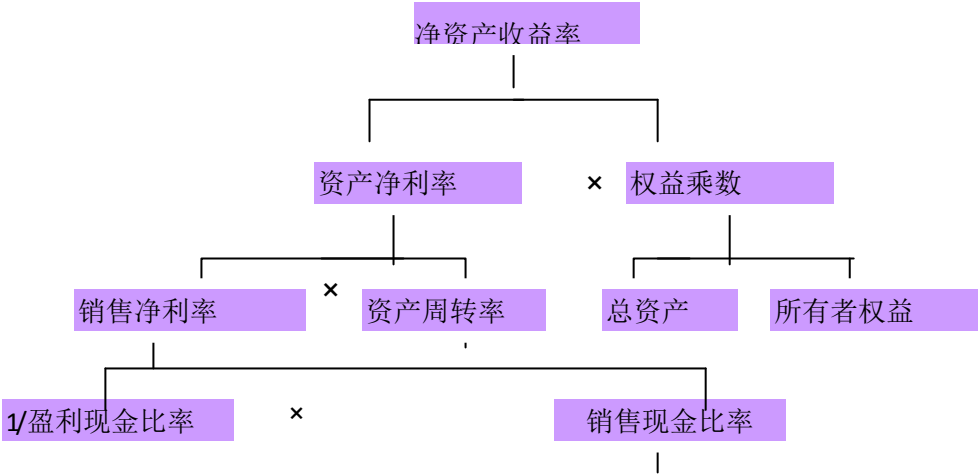 净资产收益率
资产净利率 × 权益乘数
销售净利率 × 资产周转率 总资产 所有者权益
1/盈利现金比率 × 销售现金比率